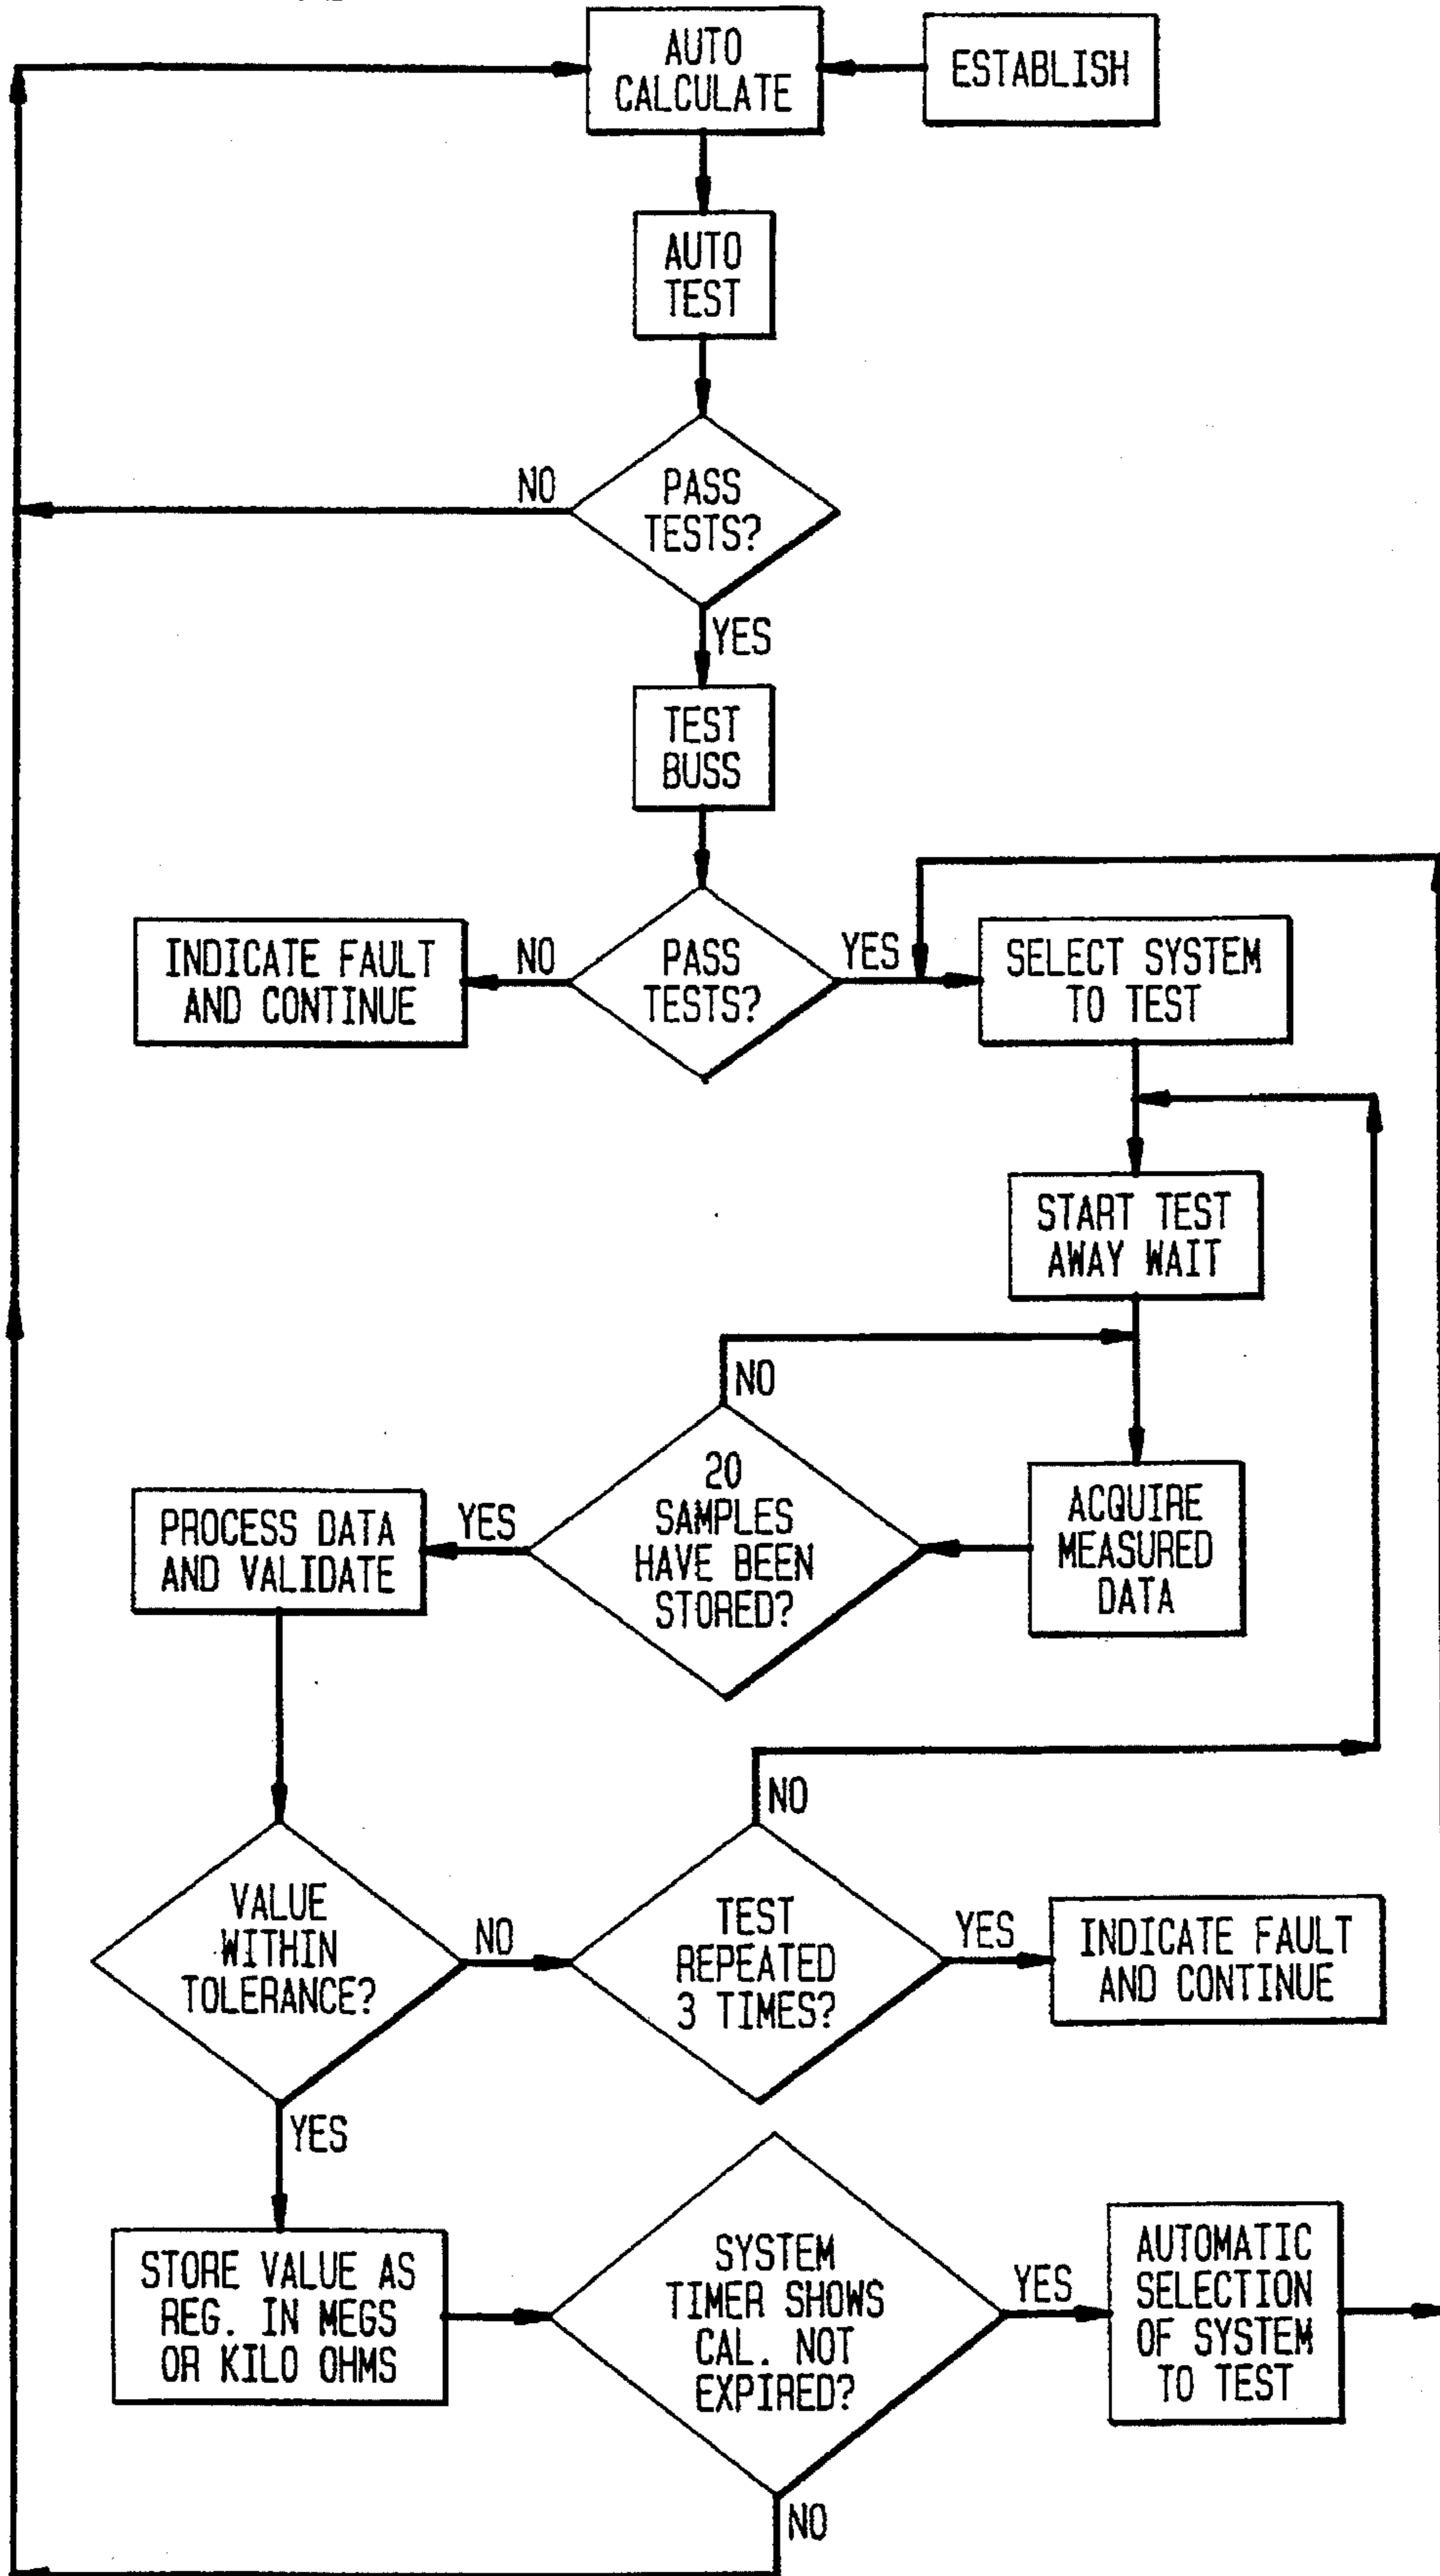 AUTO
CALCULATE
ESTABLISH
AUTO
TEST
NO
PASS
TESTS?
YES
TEST
BUSS
INDICATE FAULT
AND CONTINUE
NO
PASS
TESTS?
YES
SELECT SYSTEM
TO TEST
START TEST
AWAY WAIT
NO
PROCESS DATA
AND VALIDATE
YES
20
SAMPLES
HAVE BEEN
STORED?
ACQUIRE
MEASURED
DATA
NO
VALUE
WITHIN
TOLERANCE?
NO
TEST
REPEATED
3 TIMES?
YES
INDICATE FAULT
AND CONTINUE
YES
STORE VALUE AS
REG. IN MEGS
OR KILO OHMS
SYSTEM
TIMER SHOWS
CAL. NOT
EXPIRED?
YES
AUTOMATIC
SELECTION
OF SYSTEM
TO TEST
NO